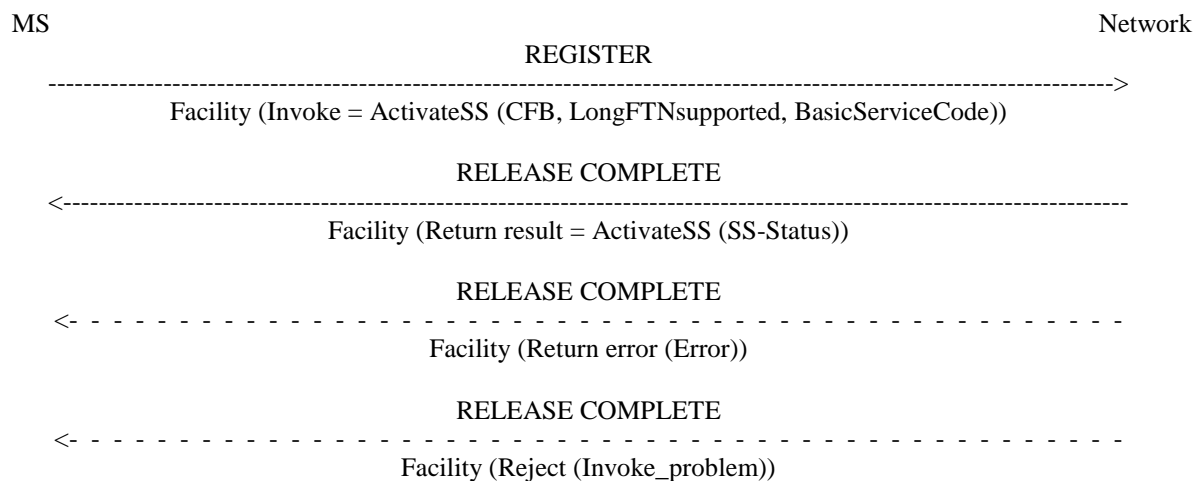 MS Network
REGISTER
Facility (Invoke = ActivateSS (CFB, LongFTNsupported, BasicServiceCode))
RELEASE COMPLETE
Facility (Return result = ActivateSS (SS-Status))
RELEASE COMPLETE
Facility (Return error (Error))
RELEASE COMPLETE
Facility (Reject (Invoke_problem))